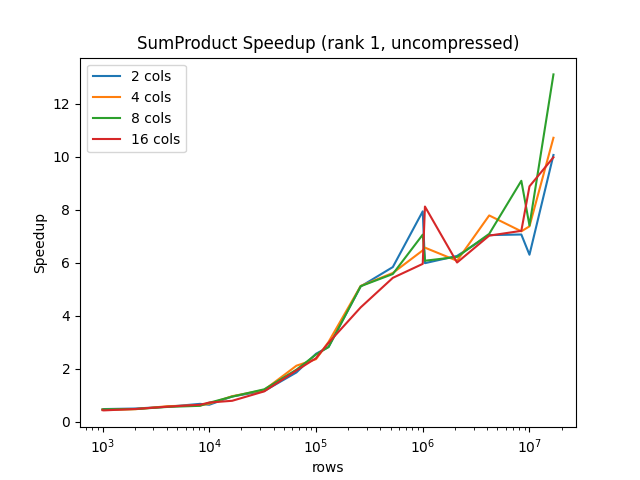 SumProduct Speedup (rank 1, uncompressed)
2 cols
4 cols
8 cols
16 cols
12
10
8
6
4
2
0
Speedup
10³
10⁴
10⁵
10⁶
10⁷
rows